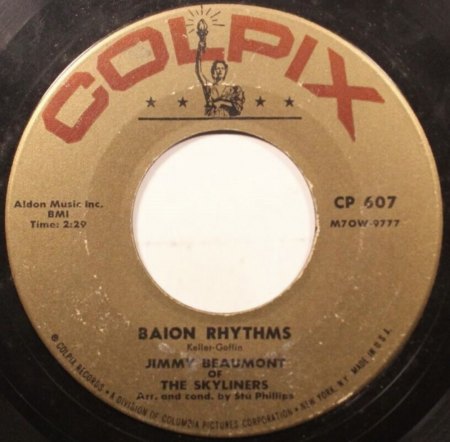 COLPIX
Aldon Music Inc.
BMI
Time: 2:29
CP 607
M7OW-9777
BAION RHYTHMS
Keller-Goffin
JIMMY BEAUMONT
OF
THE SKYLINERS
Arr. and cond. by Stu Phillips
© COLPIX RECORDS • A DIVISION OF COLUMBIA PICTURES CORPORATION • NEW YORK, NEW YORK MADE IN U.S.A.